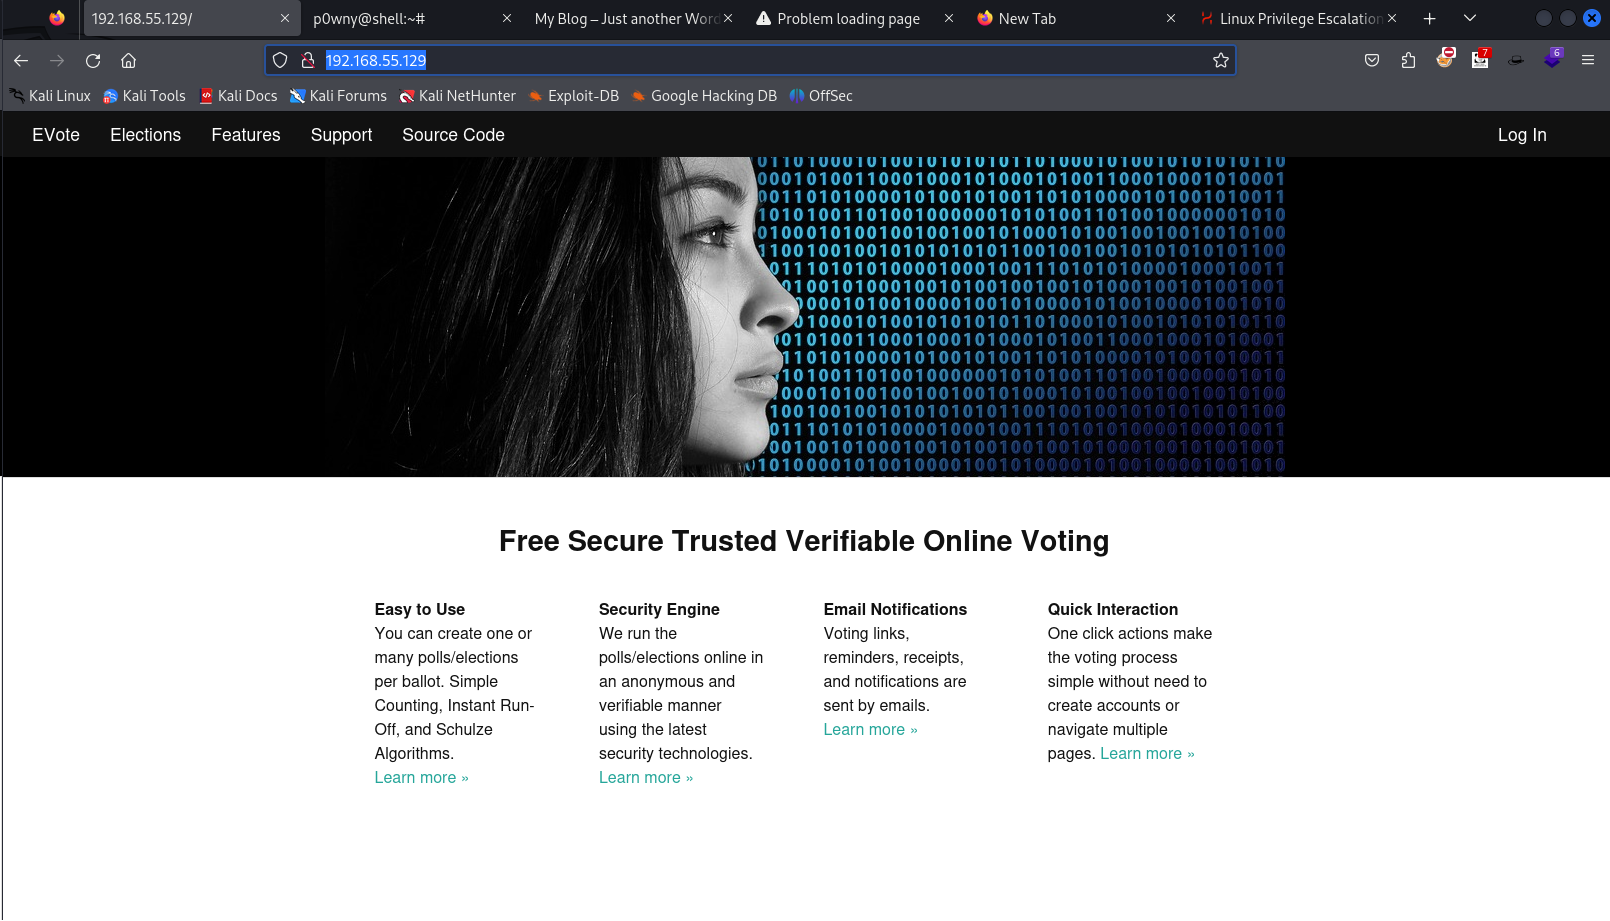 192.168.55.129/
p0wny@shell:~#
My Blog – Just another Word
Problem loading page
New Tab
Linux Privilege Escalation
192.168.55.129
7
6
Kali Linux
Kali Tools
Kali Docs
Kali Forums
Kali NetHunter
Exploit-DB
Google Hacking DB
OffSec
EVote
Elections
Features
Support
Source Code
Log In
Free Secure Trusted Verifiable Online Voting
Easy to Use
You can create one or
many polls/elections
per ballot. Simple
Counting, Instant Run-
Off, and Schulze
Algorithms.
Learn more »
Security Engine
We run the
polls/elections online in
an anonymous and
verifiable manner
using the latest
security technologies.
Learn more »
Email Notifications
Voting links,
reminders, receipts,
and notifications are
sent by emails.
Learn more »
Quick Interaction
One click actions make
the voting process
simple without need to
create accounts or
navigate multiple
pages. Learn more »